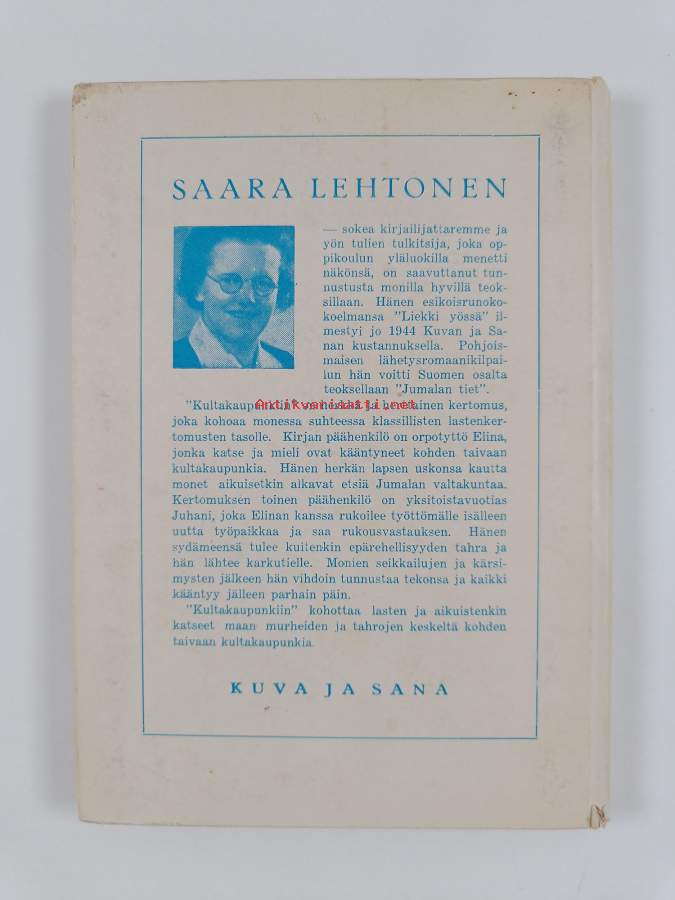 SAARA LEHTONEN
— sokea kirjailijattaremme ja
yön tulien tulkitsija, joka op-
pikoulun yläluokilla menetti
näkönsä, on saavuttanut tun-
nustusta monilla hyvillä teok-
sillaan. Hänen esikoisrunoko-
koelmansa "Liekki yössä" il-
mestyi jo 1944 Kuvan ja Sa-
nan kustannuksella. Pohjois-
maisen lähetysromaanikilpai-
lun hän voitti Suomen osalta
teoksellaan "Jumalan tiet".
"Kultakaupunkiin" on ja hartainen kertomus,
Antikvariaatti.net
joka kohoaa monessa suhteessa klassillisten lastenker-
tomusten tasolle. Kirjan päähenkilö on orpotyttö Elina,
jonka katse ja mieli ovat kääntyneet kohden taivaan
kultakaupunkia. Hänen herkän lapsen uskonsa kautta
monet aikuisetkin alkavat etsiä Jumalan valtakuntaa.
Kertomuksen toinen päähenkilö on yksitoistavuotias
Juhani, joka Elinan kanssa rukoilee työttömälle isälleen
uutta työpaikkaa ja saa rukousvastauksen. Hänen
sydämeensä tulee kuitenkin epärehellisyyden tahra ja
hän lähtee karkutielle. Monien seikkailujen ja kärsi-
mysten jälkeen hän vihdoin tunnustaa tekonsa ja kaikki
kääntyy jälleen parhain päin.
"Kultakaupunkiin" kohottaa lasten ja aikuistenkin
katseet maan murheiden ja tahrojen keskeltä kohden
taivaan kultakaupunkia.
KUVA JA SANA